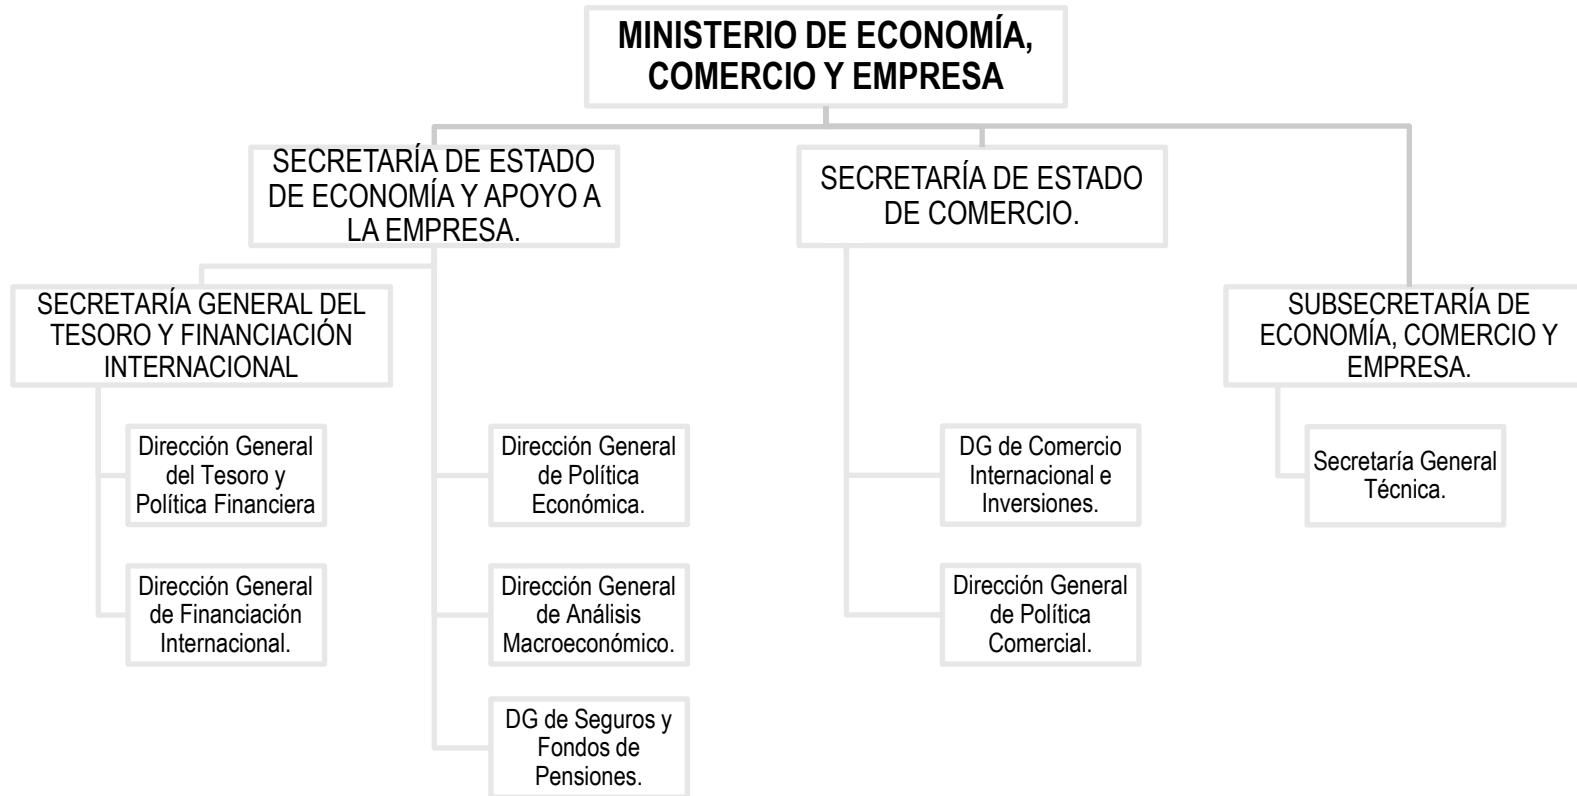 MINISTERIO DE ECONOMÍA,
COMERCIO Y EMPRESA
SECRETARÍA DE ESTADO
DE ECONOMÍA Y APOYO A
LA EMPRESA.
SECRETARÍA DE ESTADO
DE COMERCIO.
SECRETARÍA GENERAL DEL
TESORO Y FINANCIACIÓN
INTERNACIONAL
SUBSECRETARÍA DE
ECONOMÍA, COMERCIO Y
EMPRESA.
Dirección General
del Tesoro y
Política Financiera
Dirección General
de Política
Económica.
DG de Comercio
Internacional e
Inversiones.
Secretaría General
Técnica.
Dirección General
de Financiación
Internacional.
Dirección General
de Análisis
Macroeconómico.
Dirección General
de Política
Comercial.
DG de Seguros y
Fondos de
Pensiones.